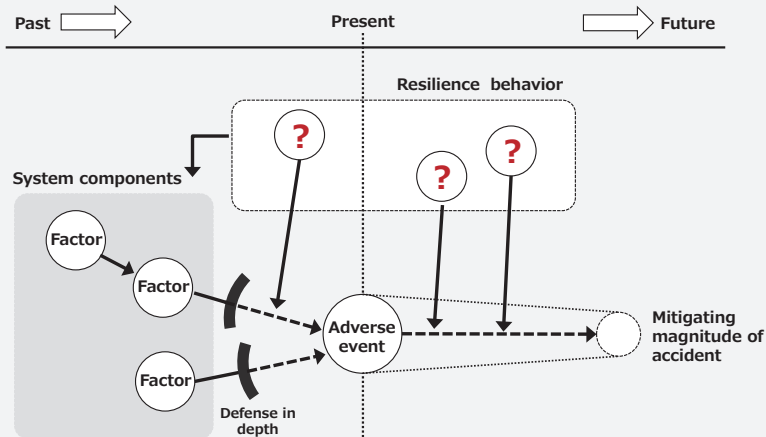 Past
Present
Future
Resilience behavior
?
?
?
System components
Factor
Factor
Factor
Adverse
event
Mitigating
magnitude of
accident
Defense in
depth